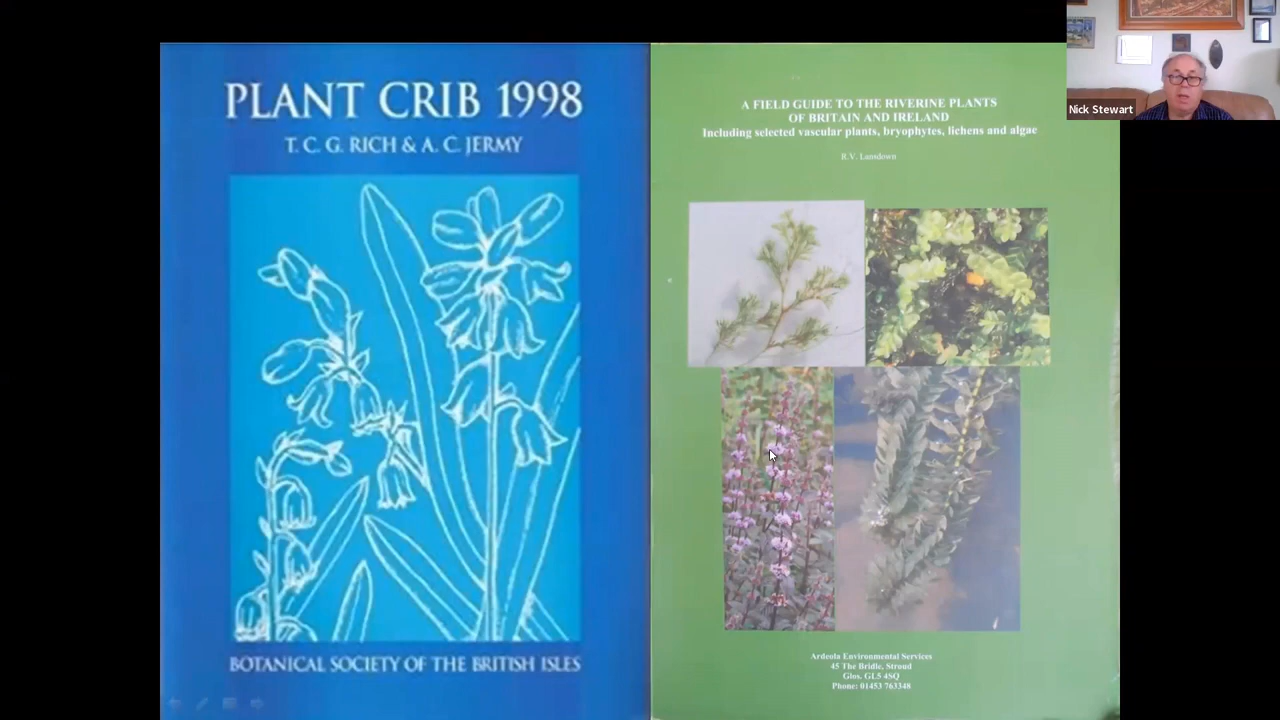 PLANT CRIB 1998
T. C. G. RICH & A. C. JERMY
BOTANICAL SOCIETY OF THE BRITISH ISLES
A FIELD GUIDE TO THE RIVERINE PLANTS
OF BRITAIN AND IRELAND
Including selected vascular plants, bryophytes, lichens and algae
R.V. Lansdown
Ardeola Environmental Services
45 The Bridle, Stroud
Glos. GL5 4SQ
Phone: 01453 763348
Nick Stewart